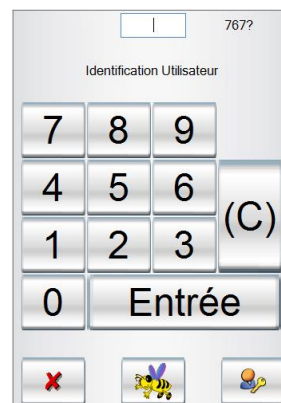 767?
Identification Utilisateur
7 8 9
4 5 6
(C)
1 2 3
0 Entrée